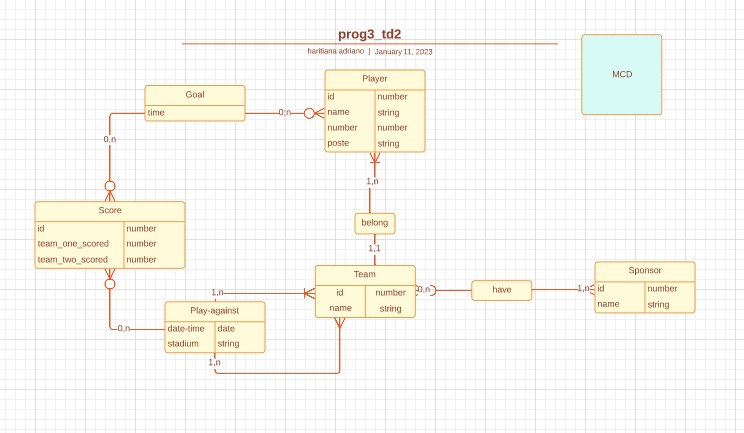 prog3_td2
haritiana adriano | January 11, 2023
MCD
Player
id number
name string
number number
poste string
Goal
time
0,n
0,n
1,n
belong
1,1
Score
id number
team_one_scored number
team_two_scored number
Team
id number
name string
0,n
have
1,n
Sponsor
id number
name string
1,n
Play-against
date-time date
stadium string
0,n
1,n